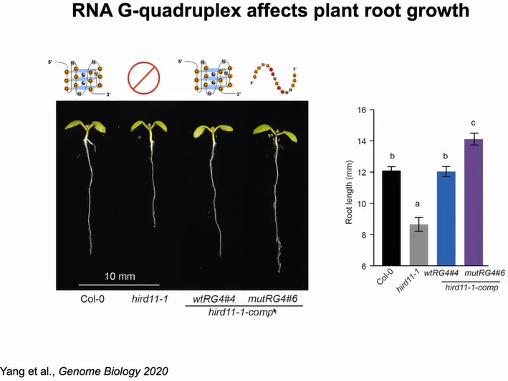 RNA G-quadruplex affects plant root growth
5' 3' 5' 3'
10 mm
Col-0 hird11-1 wtRG4#4 mutRG4#6
hird11-1-comp
Root length (mm)
16
14
12
10
8
6
b a b c
Col-0 hird11-1 wtRG4#4 mutRG4#6
hird11-1-comp
Yang et al., Genome Biology 2020